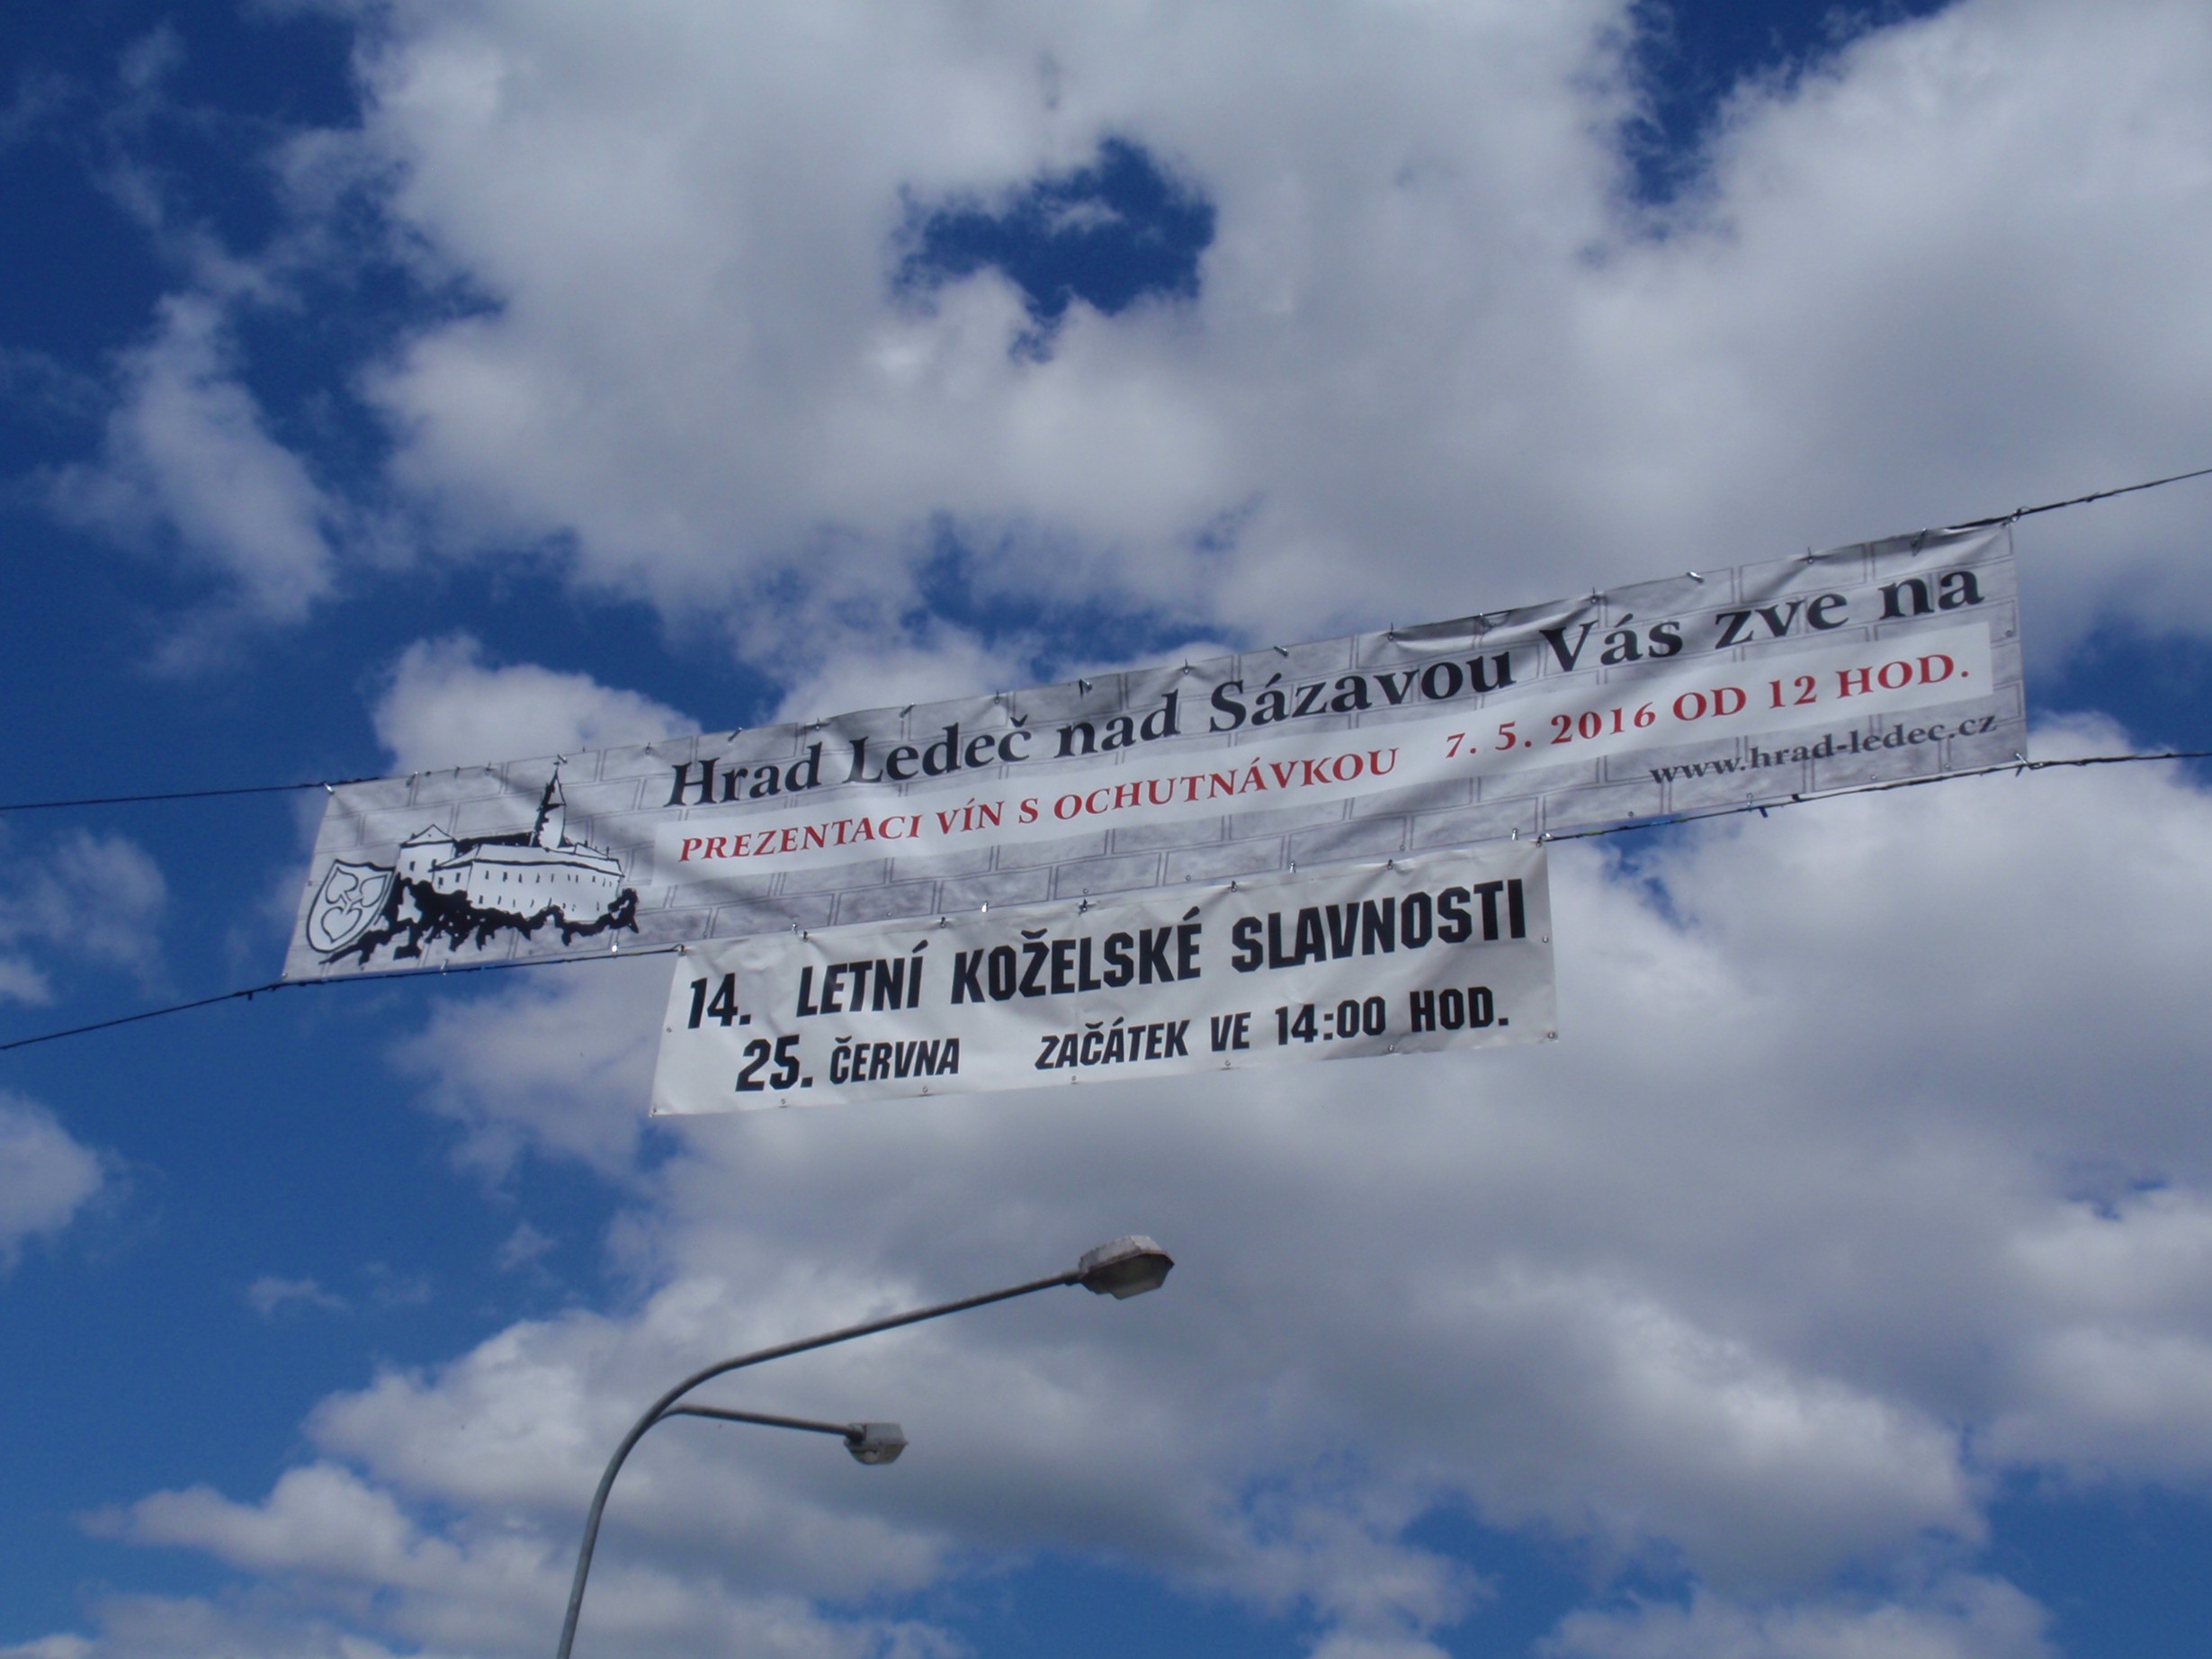 Hrad Ledeč nad Sázavou Vás zve na
PREZENTACI VÍN S OCHUTNÁVKOU 7. 5. 2016 OD 12 HOD.
www.hrad-ledec.cz
14. LETNÍ KOŽELSKÉ SLAVNOSTI
25. ČERVNA ZAČÁTEK VE 14:00 HOD.